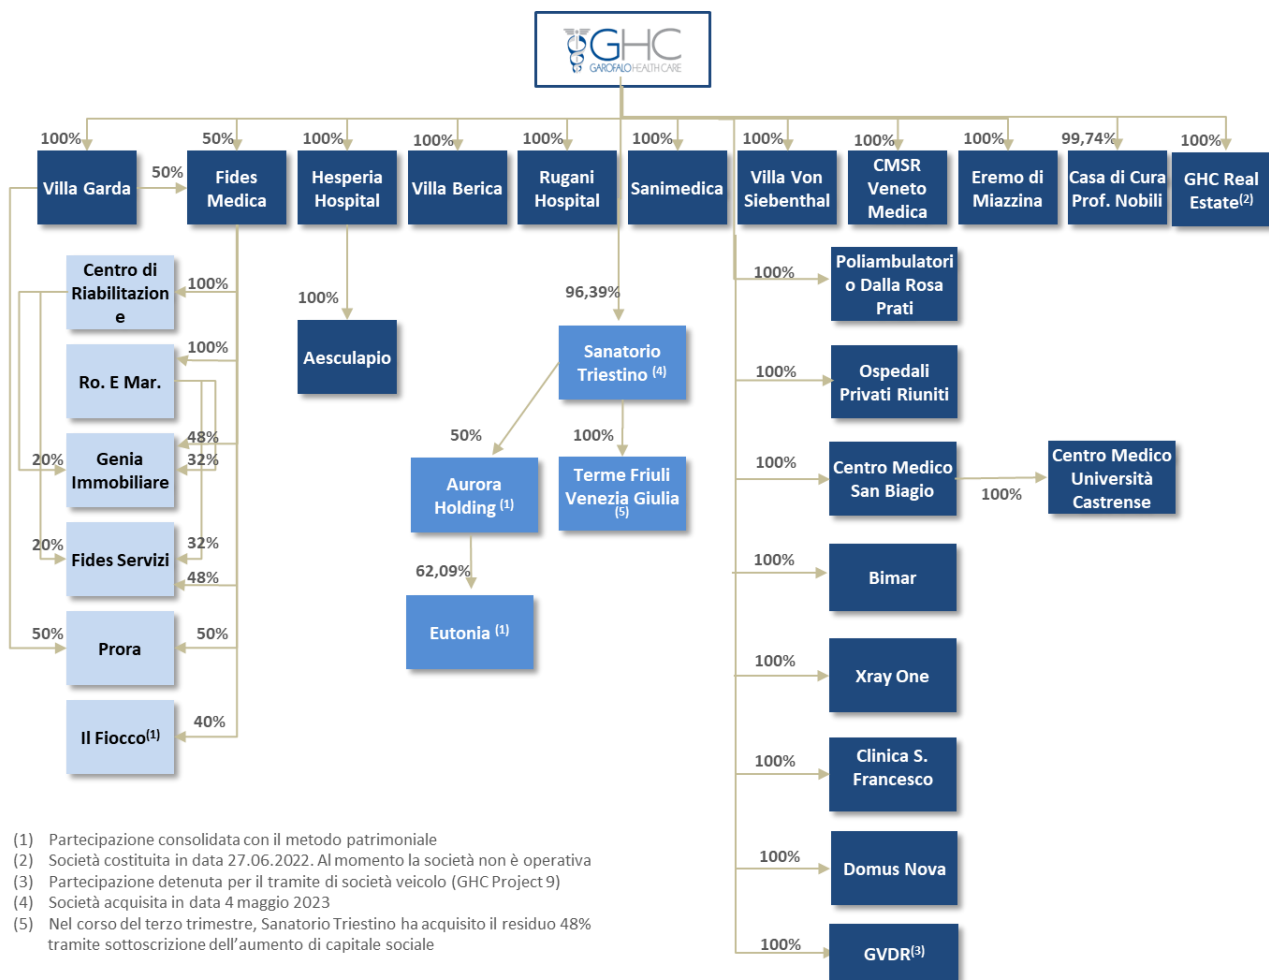 GHC
GAROFALO HEALTH CARE
100%
50%
100%
100%
100%
100%
100%
100%
100%
99,74%
100%
Villa Garda
50%
Fides
Medica
Hesperia
Hospital
Villa Berica
Rugani
Hospital
Sanimedica
Villa Von
Siebenthal
CMSR
Veneto
Medica
Eremo di
Miazzina
Casa di Cura
Prof. Nobili
GHC Real
Estate(2)
Centro di
Riabilitazion
e
100%
100%
Ro. E Mar.
48%
20%
32%
Genia
Immobiliare
20%
32%
Fides Servizi
48%
50%
50%
Prora
40%
Il Fiocco(1)
100%
Aesculapio
96,39%
Sanatorio
Triestino (4)
50%
100%
Aurora
Holding (1)
Terme Friuli
Venezia Giulia
(5)
62,09%
Eutonia (1)
100%
Poliambulatori
o Dalla Rosa
Prati
100%
Ospedali
Privati Riuniti
100%
Centro Medico
San Biagio
100%
Centro Medico
Università
Castrense
100%
Bimar
100%
Xray One
100%
Clinica S.
Francesco
100%
Domus Nova
100%
GVDR(3)
(1) Partecipazione consolidata con il metodo patrimoniale
(2) Società costituita in data 27.06.2022. Al momento la società non è operativa
(3) Partecipazione detenuta per il tramite di società veicolo (GHC Project 9)
(4) Società acquisita in data 4 maggio 2023
(5) Nel corso del terzo trimestre, Sanatorio Triestino ha acquisito il residuo 48%
tramite sottoscrizione dell'aumento di capitale sociale